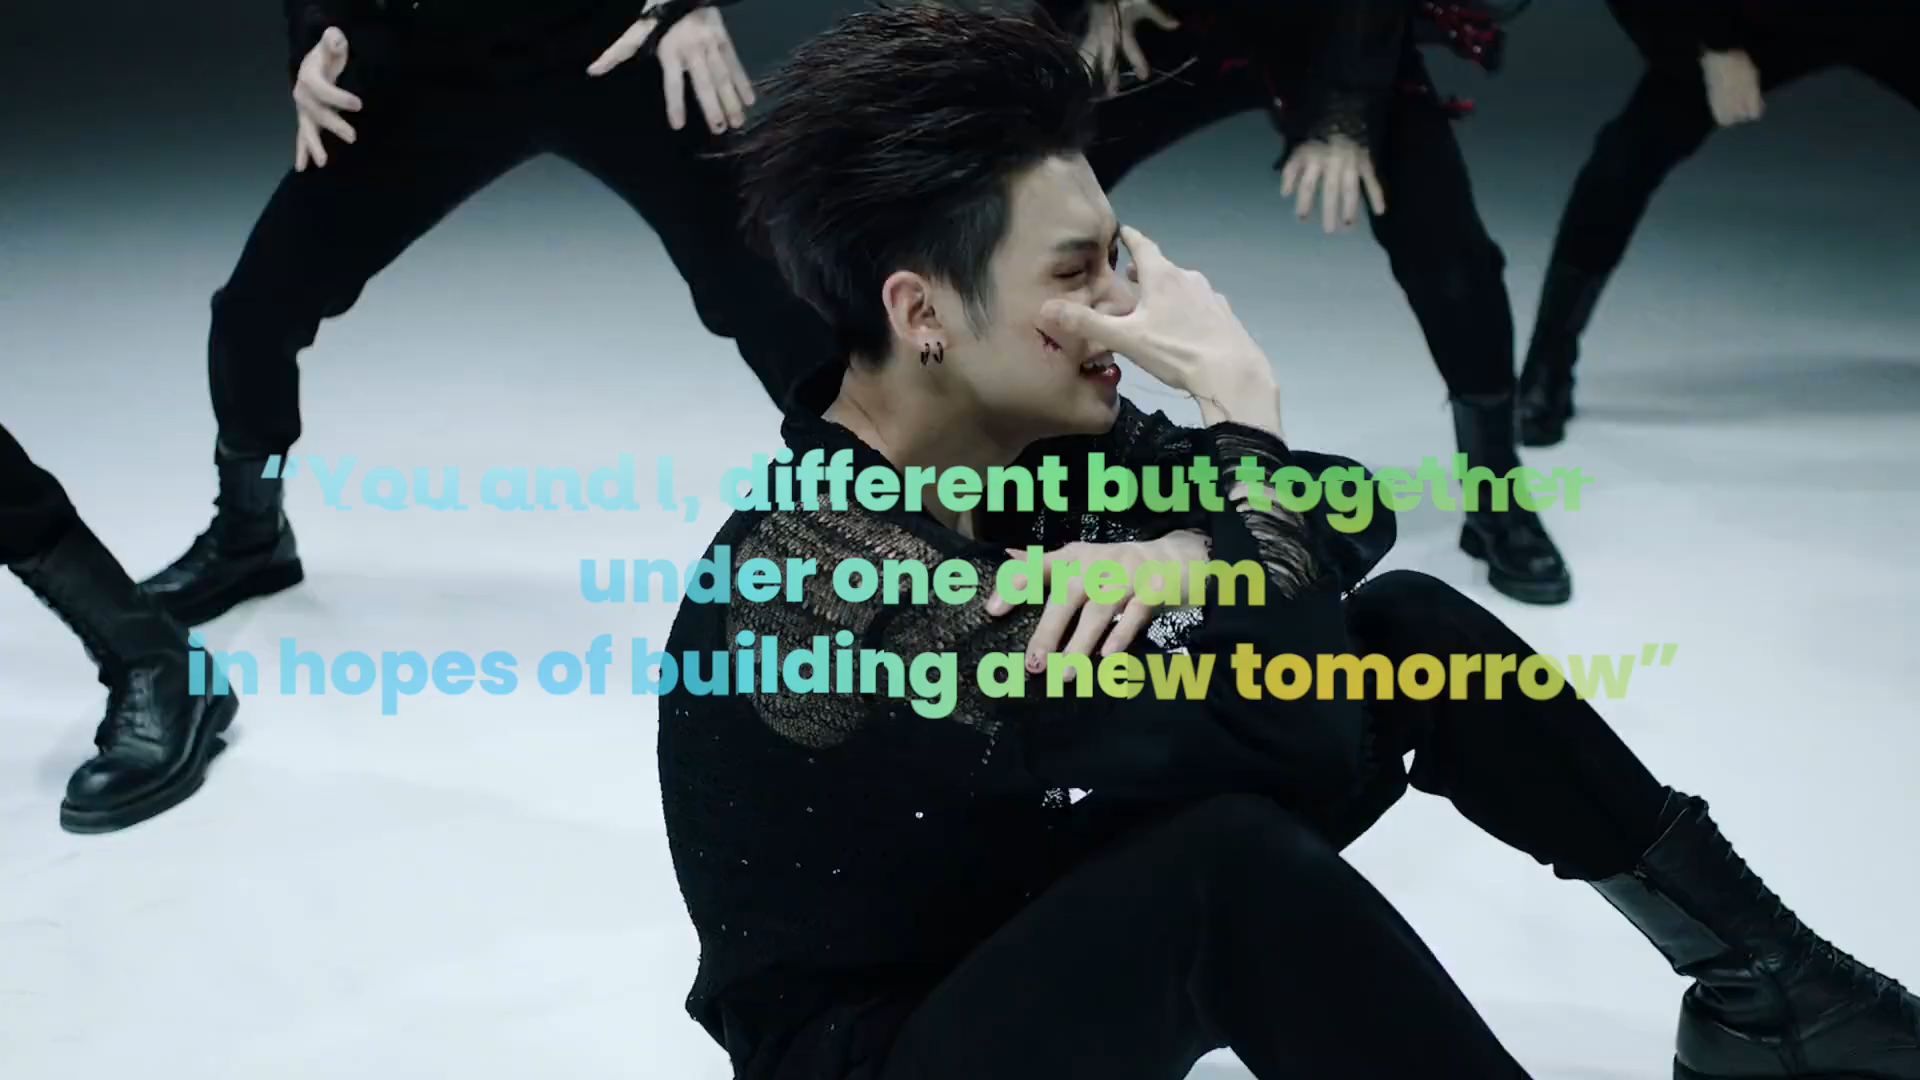 “You and I, different but together
under one dream
in hopes of building a new tomorrow”